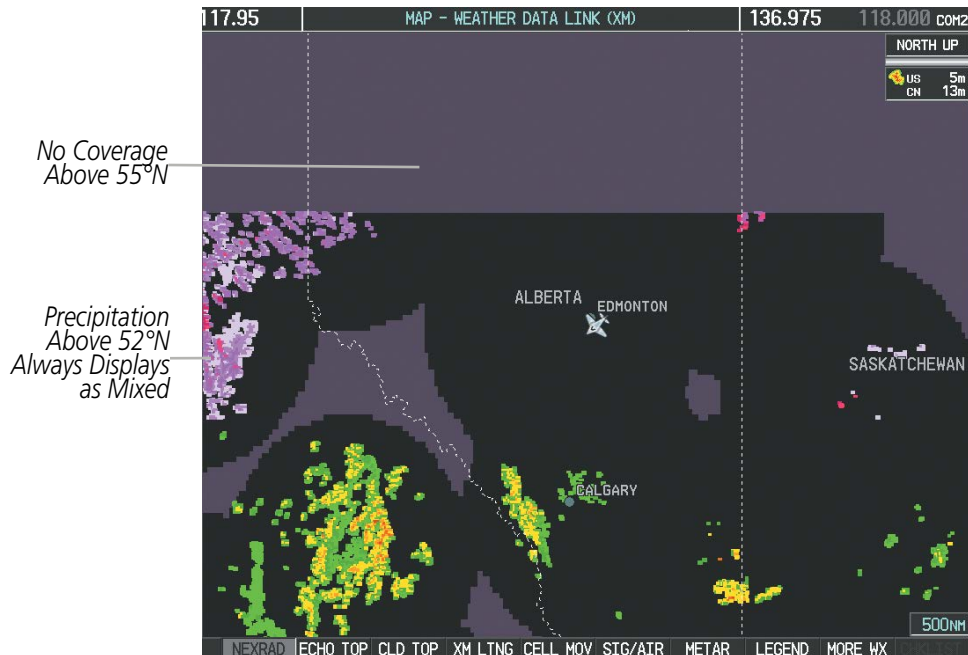 117.95
MAP - WEATHER DATA LINK (XM)
136.975
118.000 COM2
NORTH UP
US 5m
CN 13m
No Coverage
Above 55°N
ALBERTA
EDMONTON
Precipitation
Above 52°N
Always Displays
as Mixed
SASKATCHEWAN
CALGARY
500NM
NEXRAD ECHO TOP CLD TOP XM LTNG CELL MOV SIG/AIR METAR LEGEND MORE WX